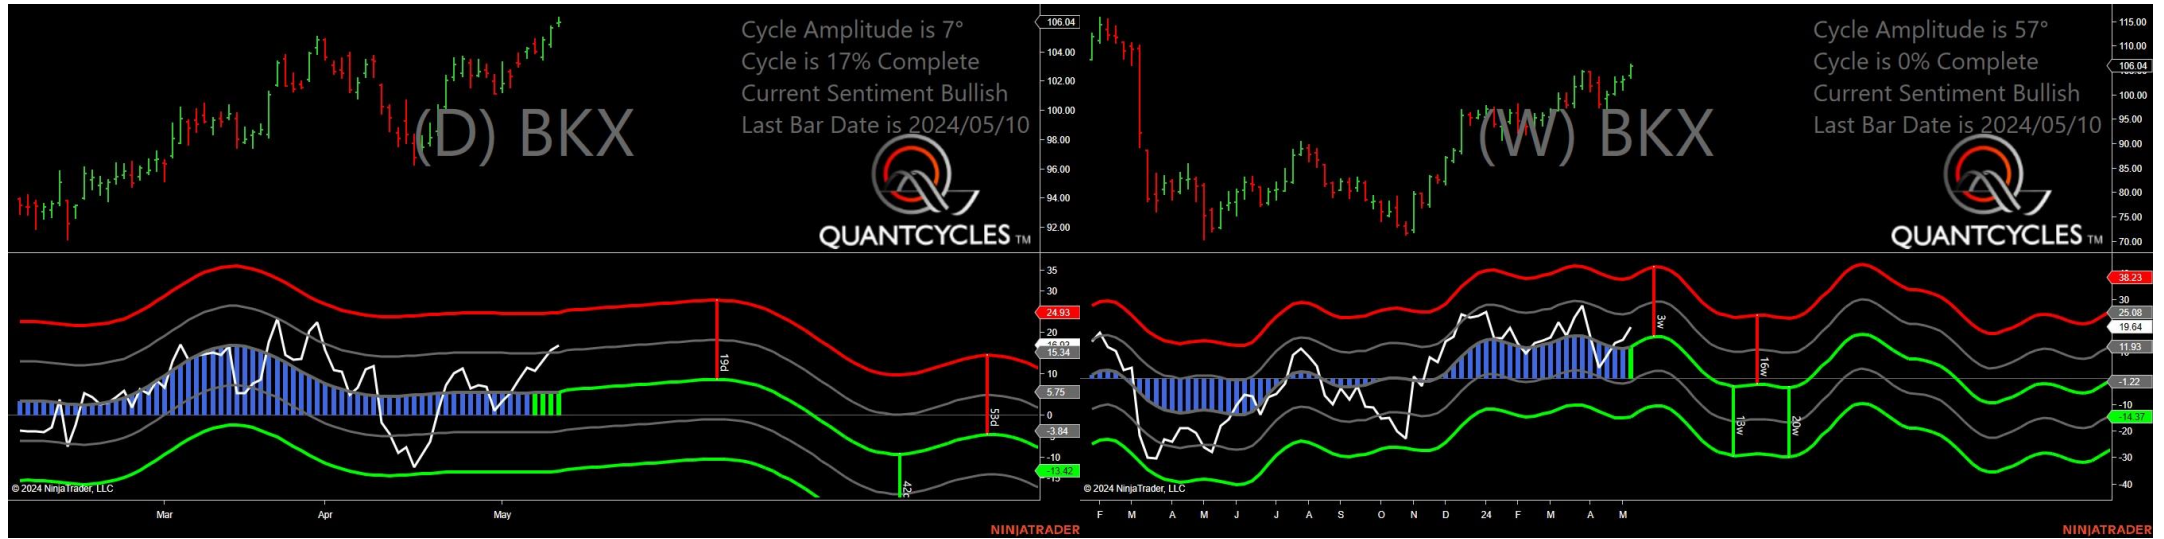 Cycle Amplitude is 7°
Cycle is 17% Complete
Current Sentiment Bullish
Last Bar Date is 2024/05/10
(D) BKX
QUANTCYCLES TM
106.04
104.00
102.00
100.00
98.00
96.00
94.00
92.00
35
30
24.93
20
15.34
10
5.75
0
-3.84
-10
-13.42
19d
53d
© 2024 NinjaTrader, LLC
Mar
Apr
May
NINJATRADER
Cycle Amplitude is 57°
Cycle is 0% Complete
Current Sentiment Bullish
Last Bar Date is 2024/05/10
(W) BKX
QUANTCYCLES TM
115.00
110.00
106.04
100.00
95.00
90.00
85.00
80.00
75.00
70.00
38.23
30
25.08
19.64
11.93
-1.22
-10
-14.37
-20
-30
-40
3w
16w
13w
20w
© 2024 NinjaTrader, LLC
F M A M J J A S O N D 24 F M A M
NINJATRADER